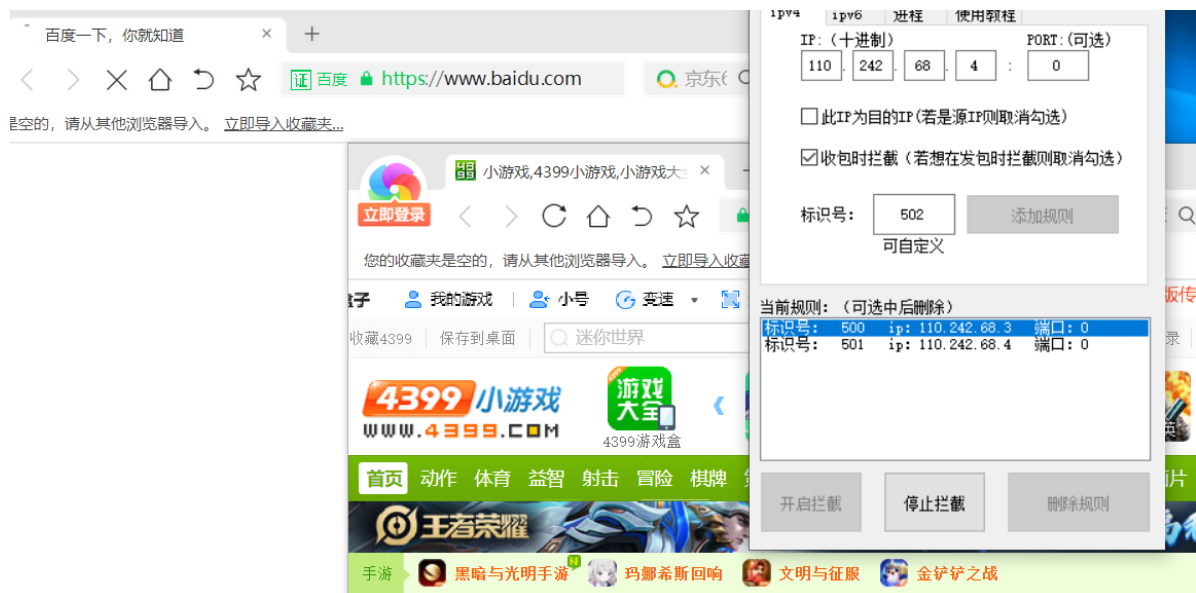 百度一下，你就知道
证 百度 https://www.baidu.com
京东
是空的，请从其他浏览器导入。 立即导入收藏夹...
立即登录
小游戏,4399小游戏,小游戏大
您的收藏夹是空的，请从其他浏览器导入。 立即导入收藏
盒子 我的游戏 小号 变速
收藏4399 保存到桌面 迷你世界
4399小游戏
www.4399.com
游戏大全
4399游戏盒
首页 动作 体育 益智 射击 冒险 棋牌
王者荣耀
手游 黑暗与光明手游 玛娜希斯回响 文明与征服 金铲铲之战
ipv4 ipv6 进程 使用教程
IP:（十进制） PORT:(可选)
110 . 242 . 68 . 4 : 0
此IP为目的IP(若是源IP则取消勾选)
收包时拦截（若想在发包时拦截则取消勾选）
标识号： 502 添加规则
可自定义
当前规则：（可选中后删除）
标识号： 500 ip: 110.242.68.3 端口: 0
标识号： 501 ip: 110.242.68.4 端口: 0
开启拦截 停止拦截 删除规则
版传
录
英
片